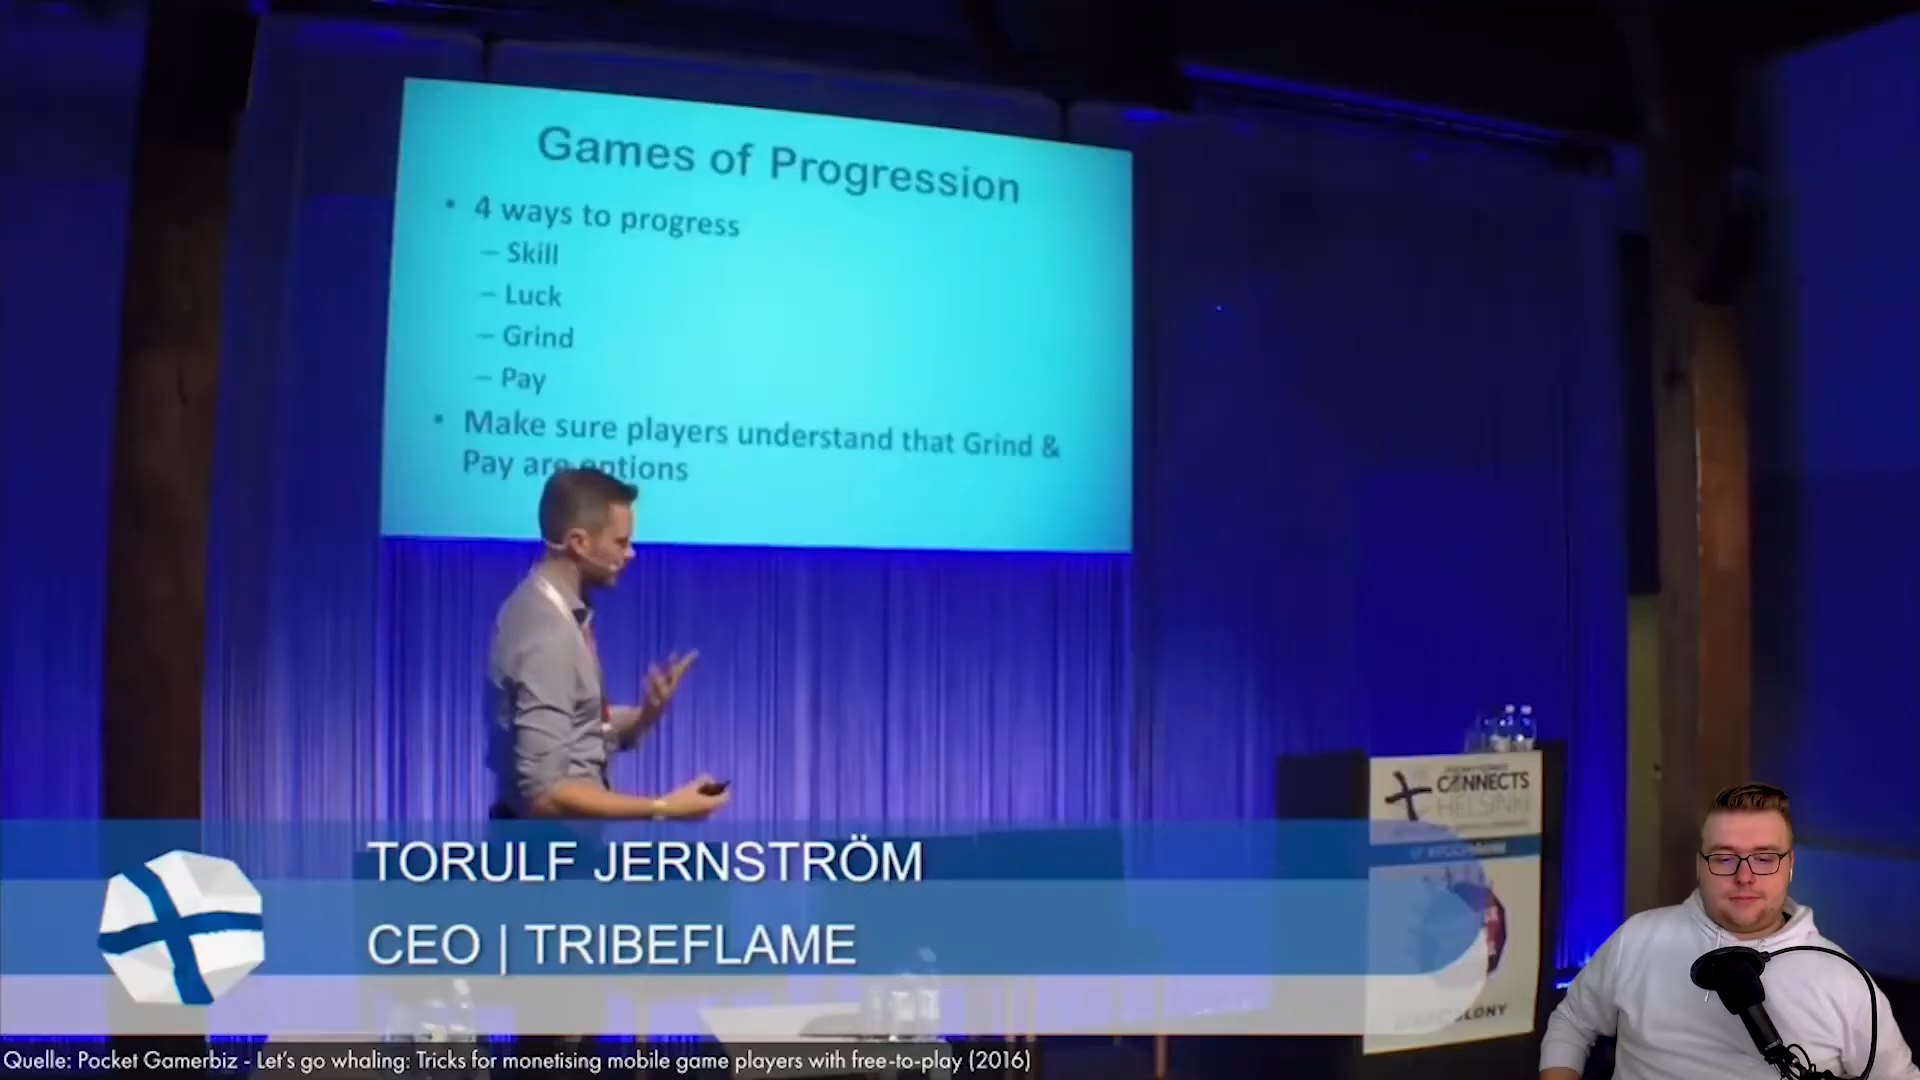 Games of Progression
• 4 ways to progress
– Skill
– Luck
– Grind
– Pay
• Make sure players understand that Grind &
Pay are options
CONNECTS
HELSINKI
TORULF JERNSTRÖM
CEO | TRIBEFLAME
Quelle: Pocket Gamerbiz - Let's go whaling: Tricks for monetising mobile game players with free-to-play (2016)